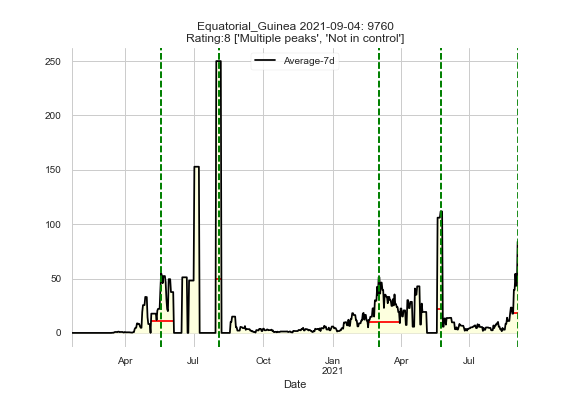 Equatorial_Guinea 2021-09-04: 9760
Rating:8 ['Multiple peaks', 'Not in control']
Average-7d
250
200
150
100
50
0
Apr Jul Oct Jan Apr Jul
2021
Date